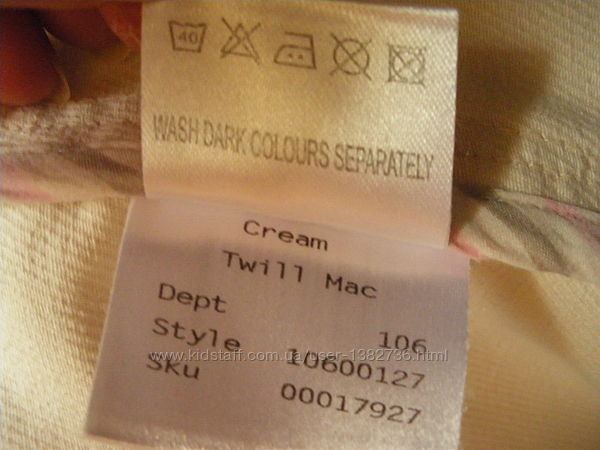 40
WASH DARK COLOURS SEPARATELY
Cream
Twill Mac
Dept 106
www.kidstaff.com.ua/user-1382736.html
Style 10600127
Sku 00017927